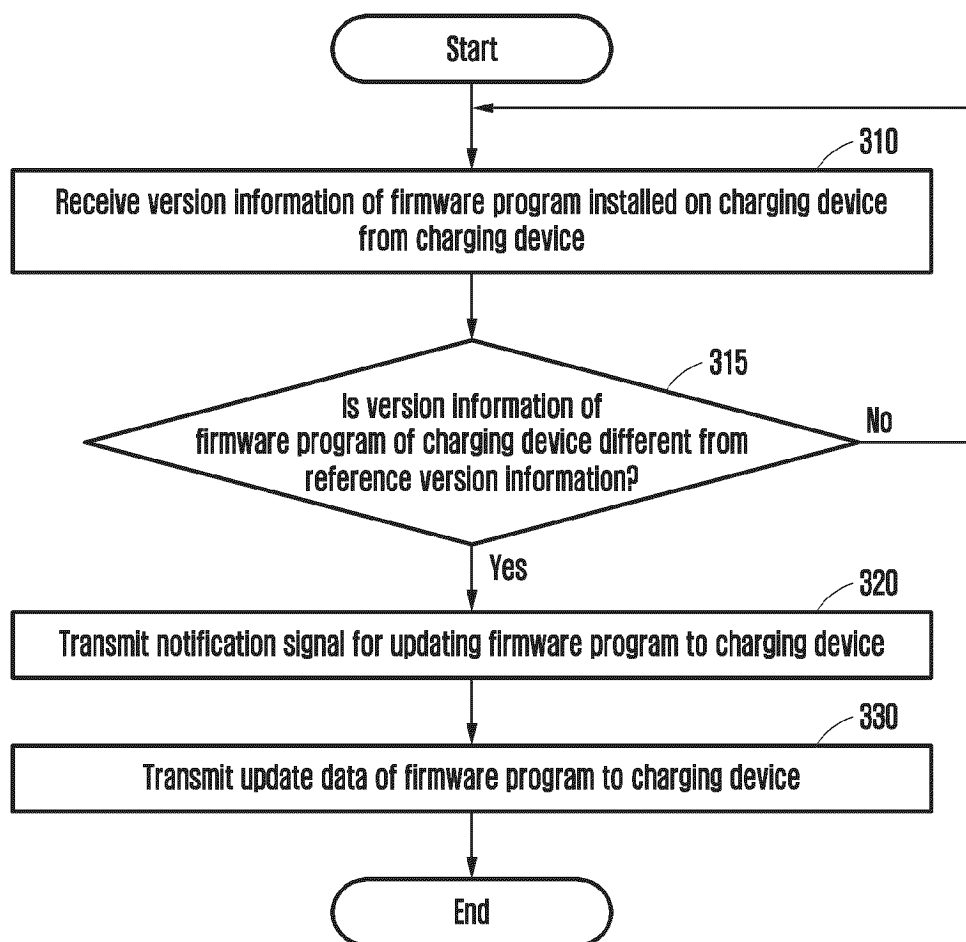 Start
310
Receive version information of firmware program installed on charging device
from charging device
315
Is version information of
firmware program of charging device different from
reference version information?
No
Yes
320
Transmit notification signal for updating firmware program to charging device
330
Transmit update data of firmware program to charging device
End